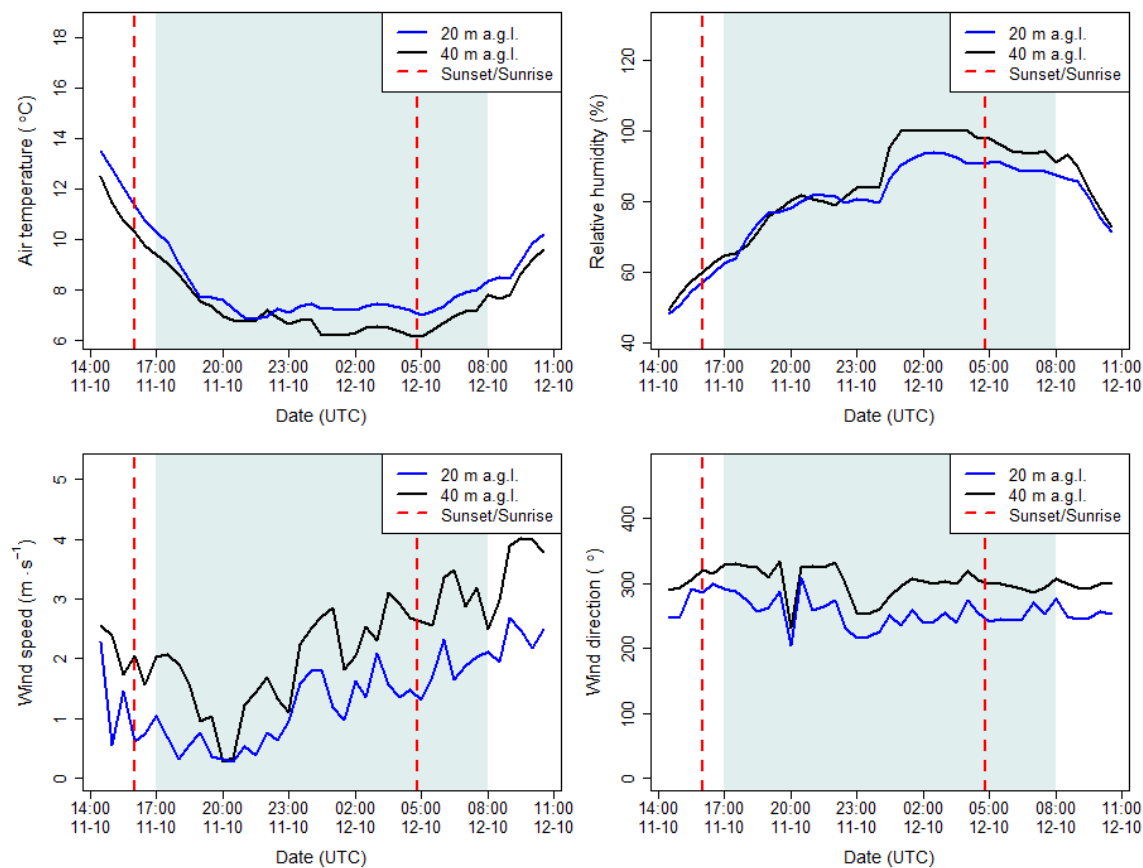 18
16
14
12
10
8
6
Air temperature ( °C)
20 m a.g.l.
40 m a.g.l.
Sunset/Sunrise
14:00 17:00 20:00 23:00 02:00 05:00 08:00 11:00
11-10 11-10 11-10 11-10 12-10 12-10 12-10 12-10
Date (UTC)
120
100
80
60
40
Relative humidity (%)
20 m a.g.l.
40 m a.g.l.
Sunset/Sunrise
14:00 17:00 20:00 23:00 02:00 05:00 08:00 11:00
11-10 11-10 11-10 11-10 12-10 12-10 12-10 12-10
Date (UTC)
5
4
3
2
1
0
Wind speed (m · s⁻¹)
20 m a.g.l.
40 m a.g.l.
Sunset/Sunrise
14:00 17:00 20:00 23:00 02:00 05:00 08:00 11:00
11-10 11-10 11-10 11-10 12-10 12-10 12-10 12-10
Date (UTC)
400
300
200
100
0
Wind direction ( °)
20 m a.g.l.
40 m a.g.l.
Sunset/Sunrise
14:00 17:00 20:00 23:00 02:00 05:00 08:00 11:00
11-10 11-10 11-10 11-10 12-10 12-10 12-10 12-10
Date (UTC)